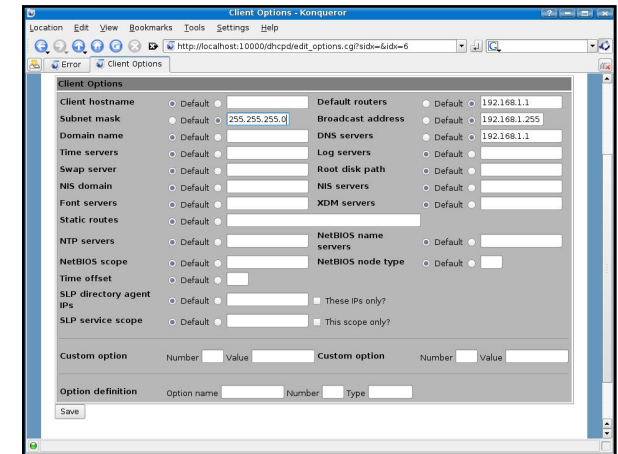 Client Options - Konqueror
Location Edit View Bookmarks Tools Settings Help
http://localhost:10000/dhcpd/edit_options.cgi?sidx=&idx=6
Error Client Options
Client Options
Client hostname Default Default routers Default 192.168.1.1
Subnet mask Default 255.255.255.0 Broadcast address Default 192.168.1.255
Domain name Default DNS servers Default 192.168.1.1
Time servers Default Log servers Default
Swap server Default Root disk path Default
NIS domain Default NIS servers Default
Font servers Default XDM servers Default
Static routes Default
NTP servers Default NetBIOS name servers Default
NetBIOS scope Default NetBIOS node type Default
Time offset Default
SLP directory agent IPs Default These IPs only?
SLP service scope Default This scope only?
Custom option Number Value Custom option Number Value
Option definition Option name Number Type
Save